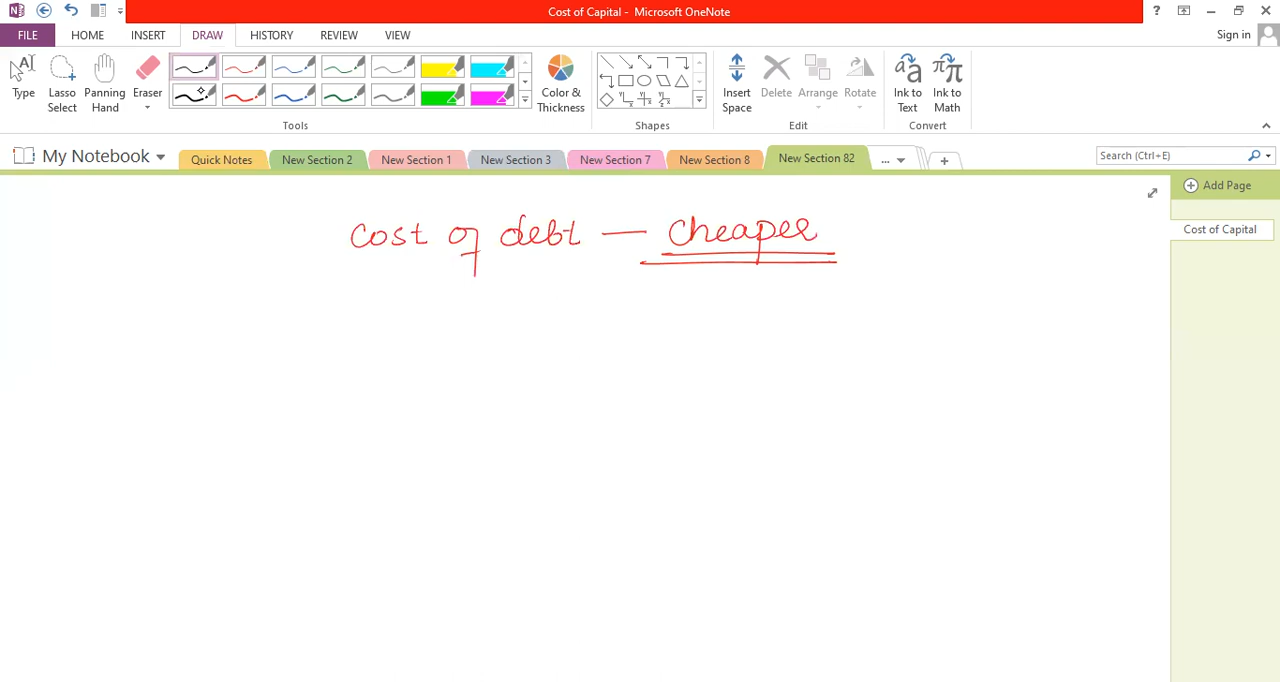 Cost of Capital - Microsoft OneNote
?
FILE HOME INSERT DRAW HISTORY REVIEW VIEW
Sign in
Type
Lasso Select
Panning Hand
Eraser
Color & Thickness
Insert Space
Delete
Arrange
Rotate
Ink to Text
Ink to Math
Tools
Shapes
Edit
Convert
My Notebook
Quick Notes
New Section 2
New Section 1
New Section 3
New Section 7
New Section 8
New Section 82
...
Search (Ctrl+E)
Add Page
Cost of Capital
cost of debt — cheaper